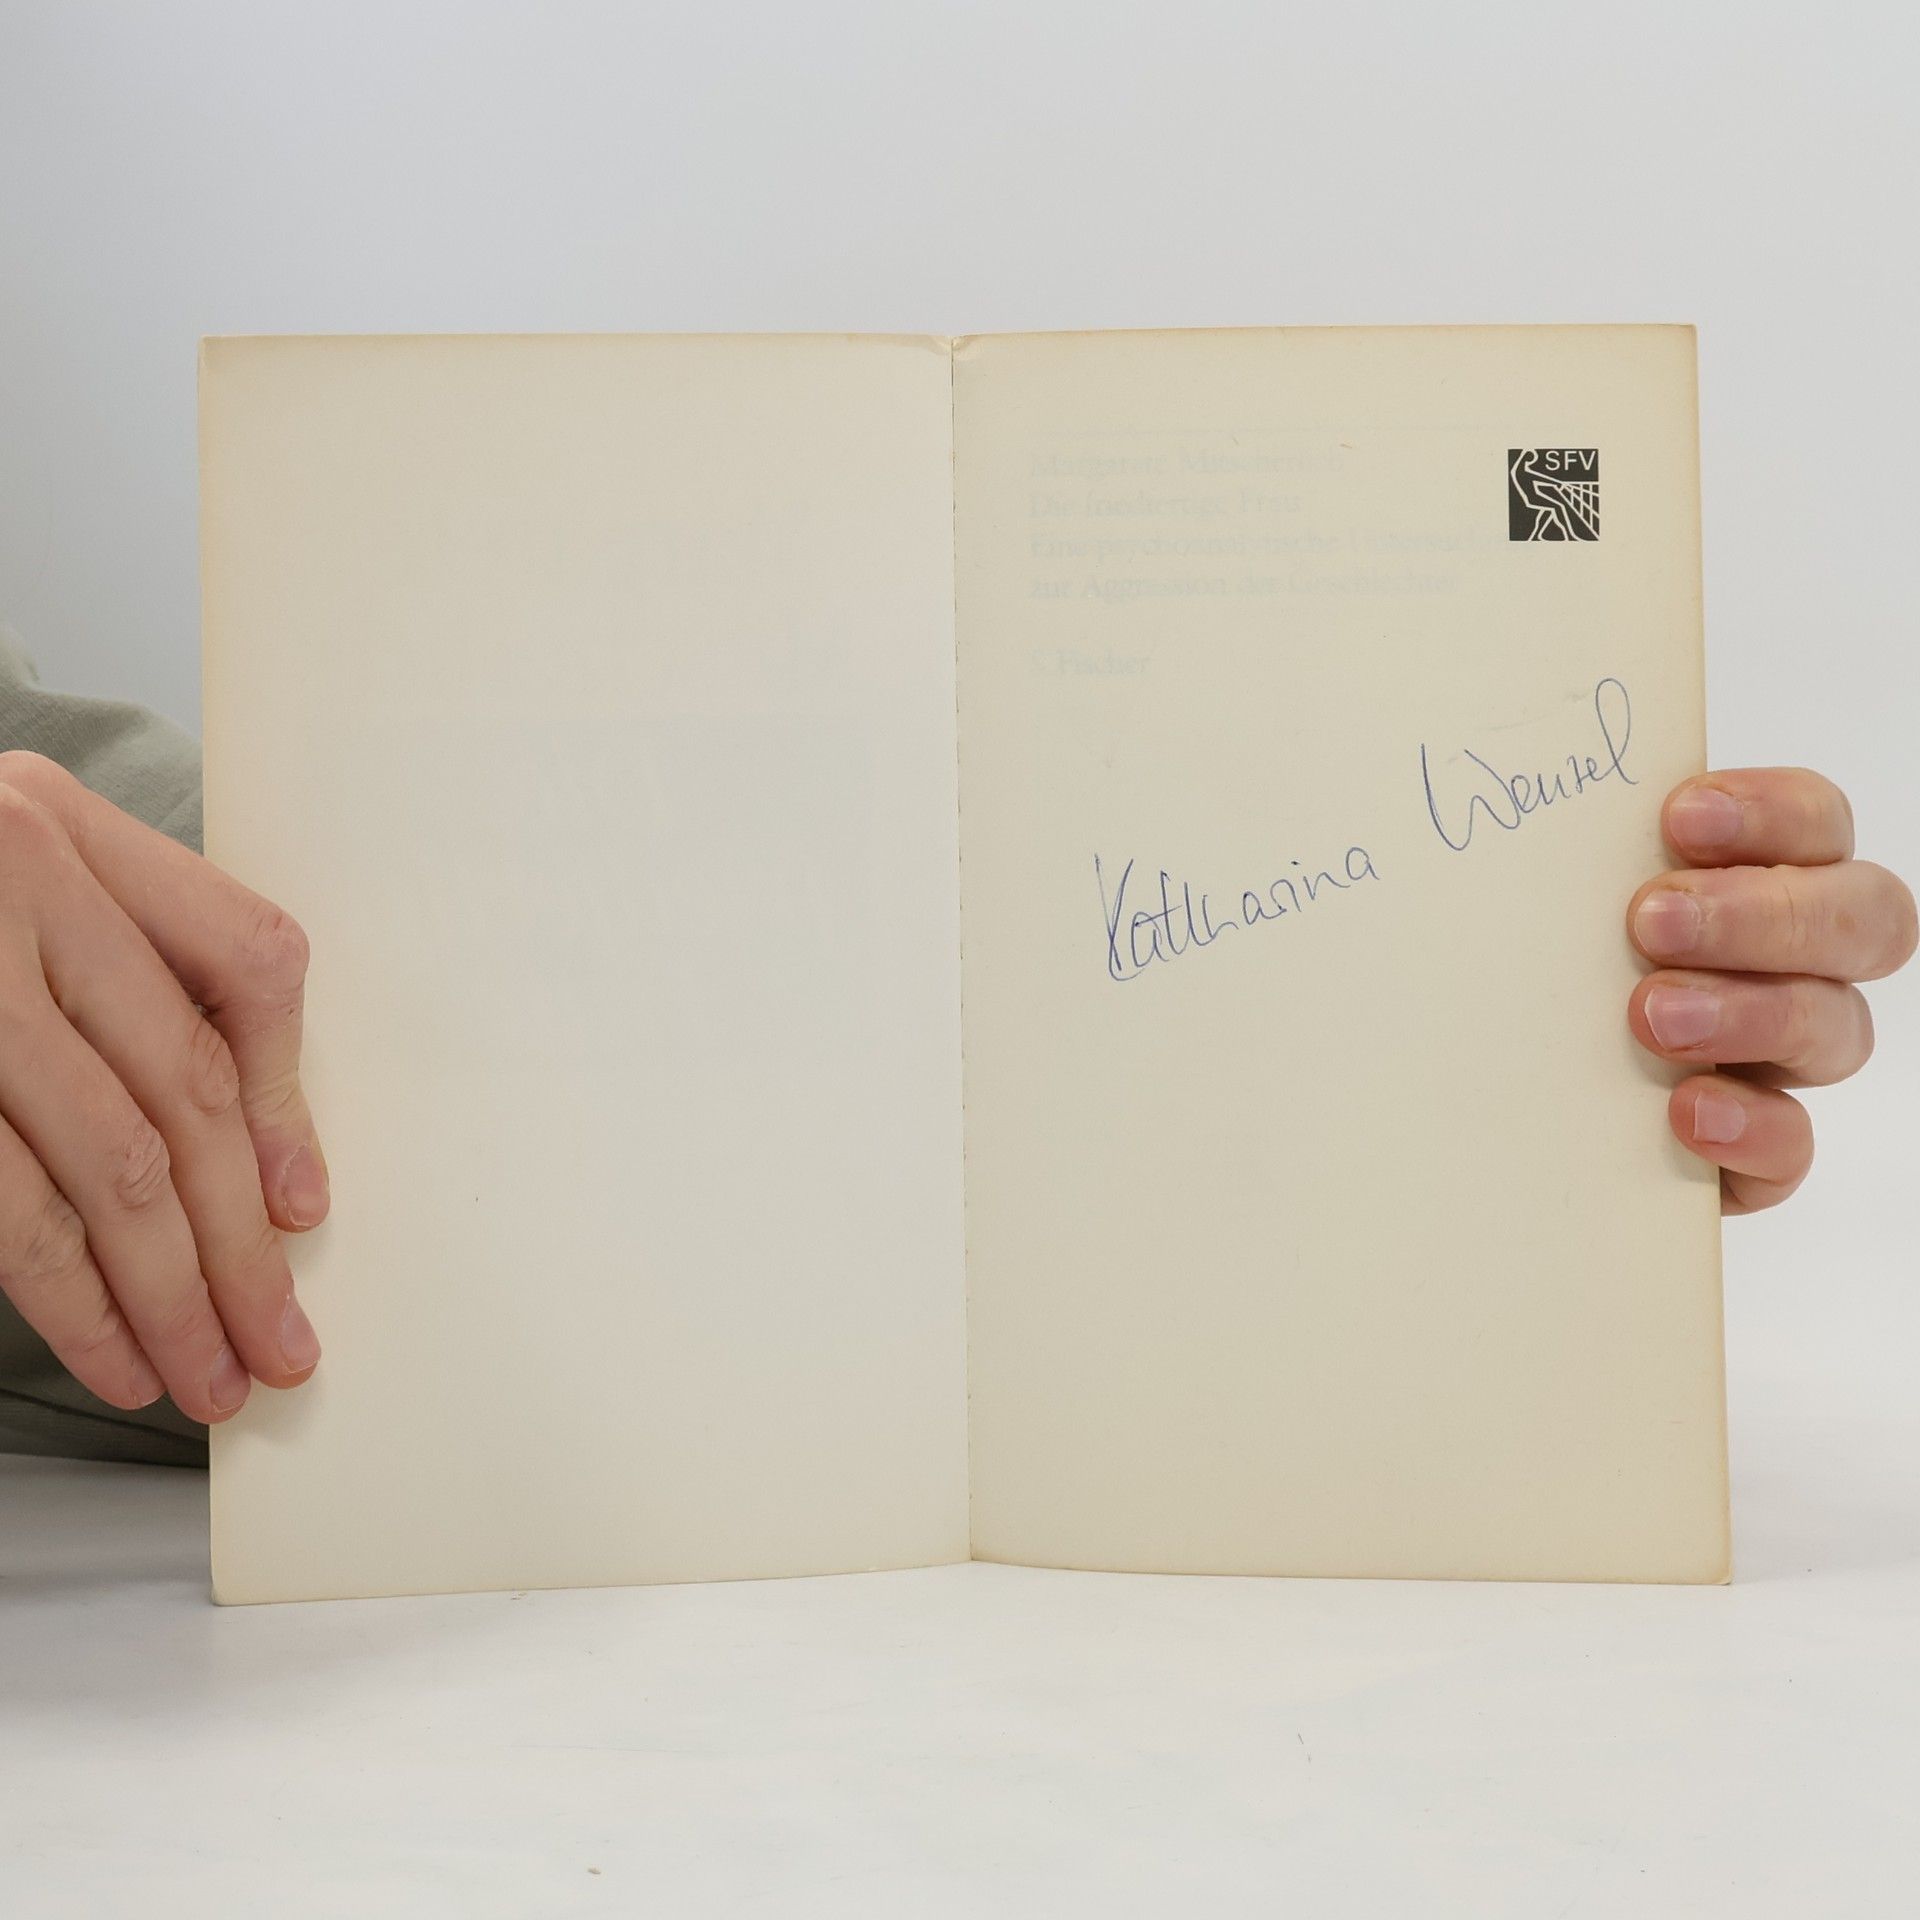 SFV
Margarete Mitscherlich
Die friedfertige Frau
Eine psychoanalytische Untersuchung
zur Aggression der Geschlechter
S. Fischer
Katharina Wenzel